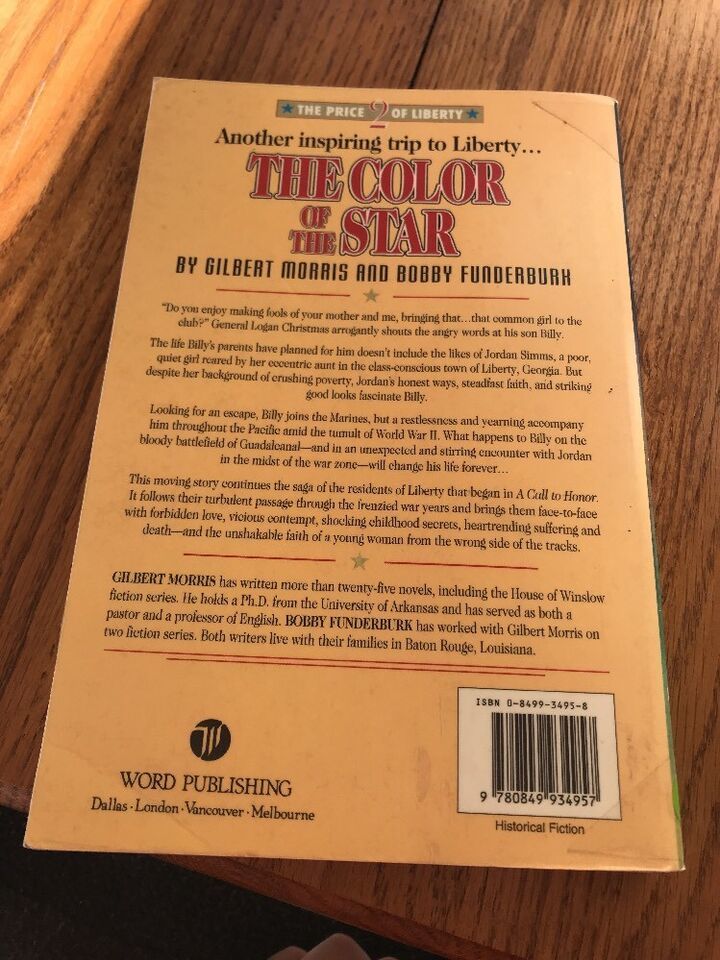 THE PRICE 2 OF LIBERTY
Another inspiring trip to Liberty...
THE COLOR
OF
THE STAR
BY GILBERT MORRIS AND BOBBY FUNDERBURK
"Do you enjoy making fools of your mother and me, bringing that...that common girl to the
club?" General Logan Christmas arrogantly shouts the angry words at his son Billy.
The life Billy's parents have planned for him doesn't include the likes of Jordan Simms, a poor,
quiet girl reared by her eccentric aunt in the class-conscious town of Liberty, Georgia. But
despite her background of crushing poverty, Jordan's honest ways, steadfast faith, and striking
good looks fascinate Billy.
Looking for an escape, Billy joins the Marines, but a restlessness and yearning accompany
him throughout the Pacific amid the tumult of World War II. What happens to Billy on the
bloody battlefield of Guadalcanal—and in an unexpected and stirring encounter with Jordan
in the midst of the war zone—will change his life forever...
This moving story continues the saga of the residents of Liberty that began in A Call to Honor.
It follows their turbulent passage through the frenzied war years and brings them face-to-face
with forbidden love, vicious contempt, shocking childhood secrets, heartrending suffering and
death—and the unshakable faith of a young woman from the wrong side of the tracks.
GILBERT MORRIS has written more than twenty-five novels, including the House of Winslow
fiction series. He holds a Ph.D. from the University of Arkansas and has served as both a
pastor and a professor of English. BOBBY FUNDERBURK has worked with Gilbert Morris on
two fiction series. Both writers live with their families in Baton Rouge, Louisiana.
ISBN 0-8499-3495-8
9 780849 934957
Historical Fiction
W
WORD PUBLISHING
Dallas · London · Vancouver · Melbourne